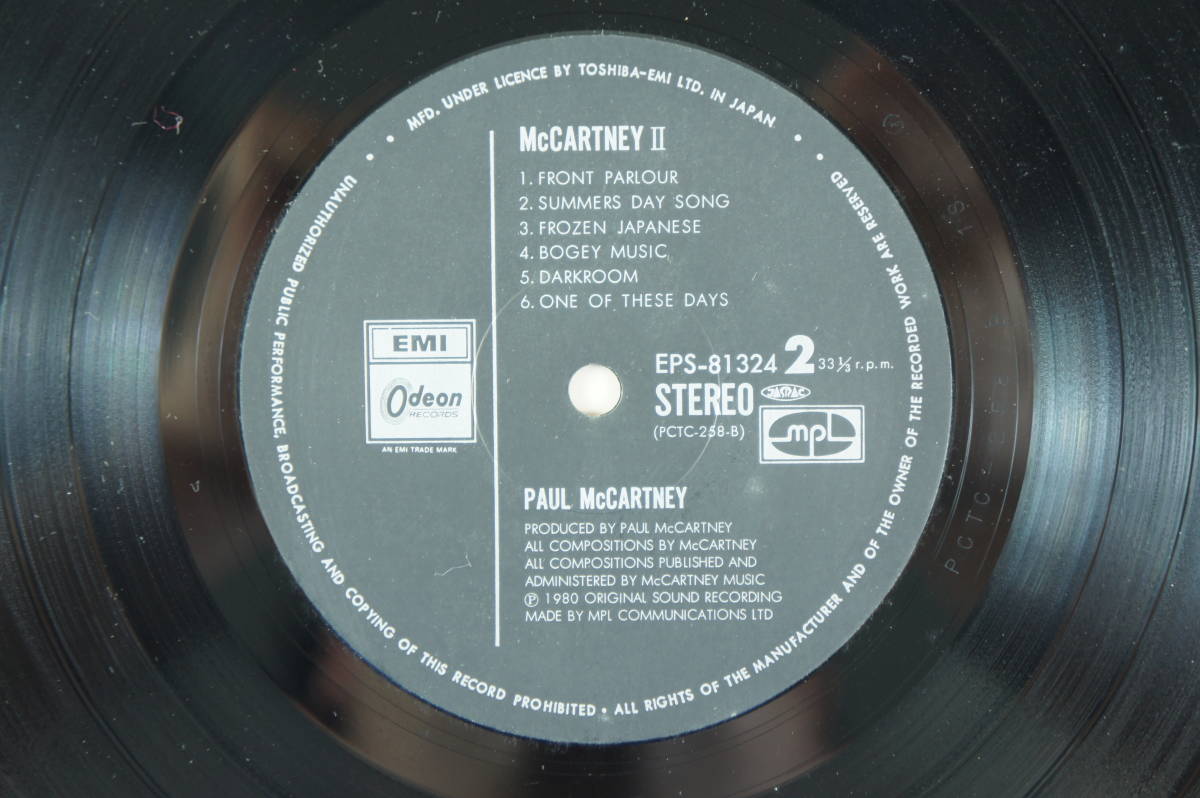 MFD. UNDER LICENCE BY TOSHIBA-EMI LTD. IN JAPAN
McCARTNEY II
1. FRONT PARLOUR
2. SUMMERS DAY SONG
3. FROZEN JAPANESE
4. BOGEY MUSIC
5. DARKROOM
6. ONE OF THESE DAYS
EMI
Odeon
RECORDS
AN EMI TRADE MARK
EPS-81324 2 33 1/3 r.p.m.
STEREO JASRAC
(PCTC-258-B)
mpl
PAUL McCARTNEY
PRODUCED BY PAUL McCARTNEY
ALL COMPOSITIONS BY McCARTNEY
ALL COMPOSITIONS PUBLISHED AND
ADMINISTERED BY McCARTNEY MUSIC
Ⓟ 1980 ORIGINAL SOUND RECORDING
MADE BY MPL COMMUNICATIONS LTD
UNAUTHORIZED PUBLIC PERFORMANCE, BROADCASTING AND COPYING OF THIS RECORD PROHIBITED • ALL RIGHTS OF THE MANUFACTURER AND OF THE OWNER OF THE RECORDED WORK ARE RESERVED
PCTC